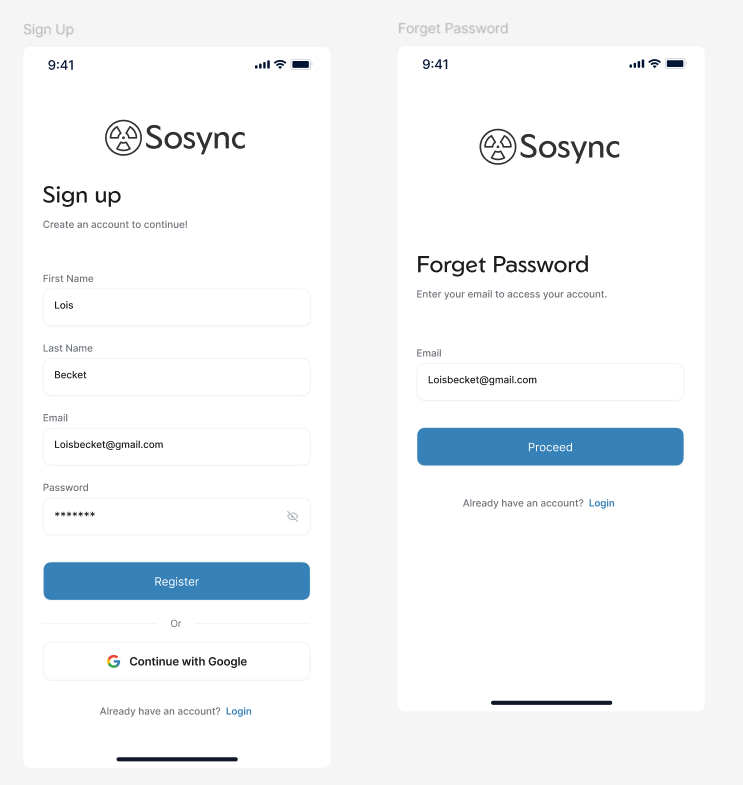 Sign Up
9:41
Sosync
Sign up
Create an account to continue!
First Name
Lois
Last Name
Becket
Email
Loisbecket@gmail.com
Password
*******
Register
Or
Continue with Google
Already have an account? Login
Forget Password
9:41
Sosync
Forget Password
Enter your email to access your account.
Email
Loisbecket@gmail.com
Proceed
Already have an account? Login